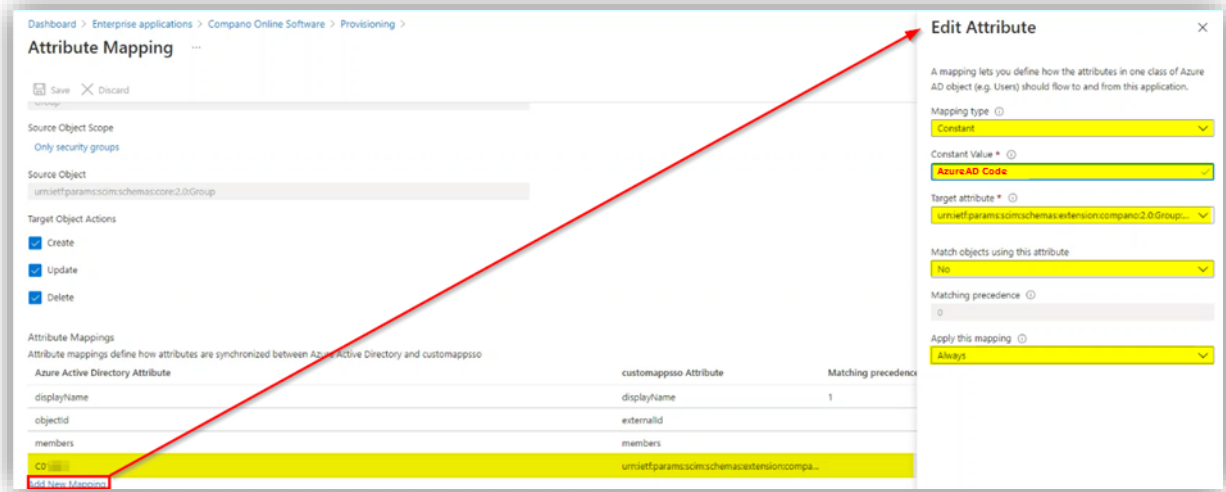 Dashboard > Enterprise applications > Compano Online Software > Provisioning >
Attribute Mapping ...
Save Discard
Group
Source Object Scope
Only security groups
Source Object
urn:ietf:params:scim:schemas:core:2.0:Group
Target Object Actions
Create
Update
Delete
Attribute Mappings
Attribute mappings define how attributes are synchronized between Azure Active Directory and customappsso
Azure Active Directory Attribute customappsso Attribute Matching precedence
displayName displayName 1
objectId externalId
members members
urn:ietf:params:scim:schemas:extension:compa...
Add New Mapping
Edit Attribute
A mapping lets you define how the attributes in one class of Azure
AD object (e.g. Users) should flow to and from this application.
Mapping type
Constant
Constant Value *
AzureAD Code
Target attribute *
urn:ietf:params:scim:schemas:extension:compano:2.0:Group:...
Match objects using this attribute
No
Matching precedence
0
Apply this mapping
Always